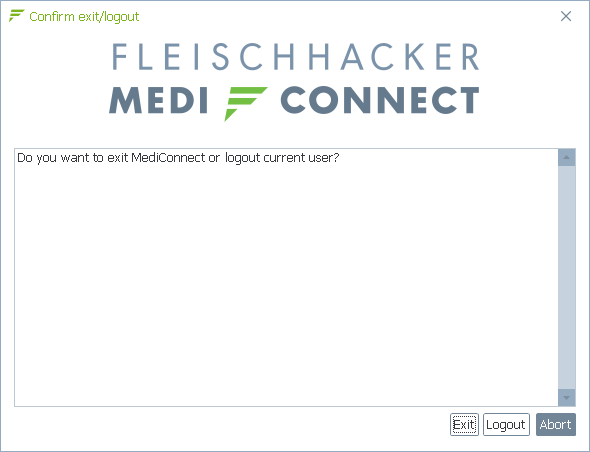 Confirm exit/logout
FLEISCHHACKER
MEDI CONNECT
Do you want to exit MediConnect or logout current user?
Exit Logout Abort